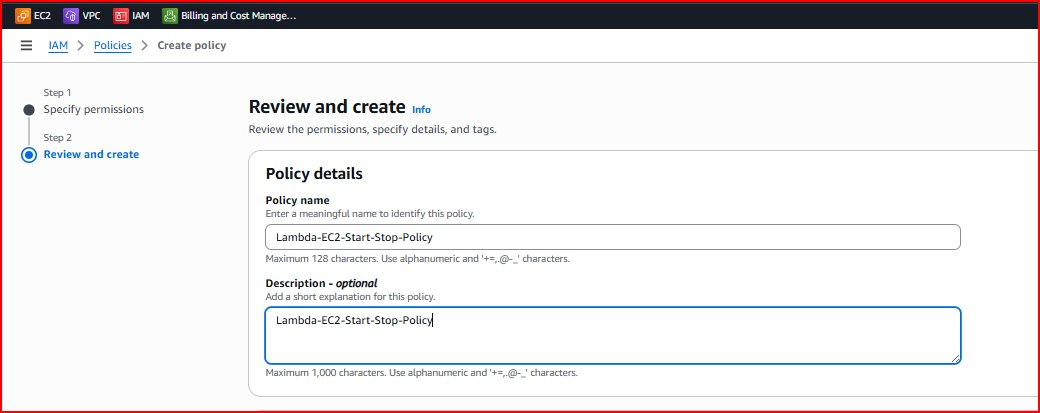 EC2 VPC IAM Billing and Cost Manage...
IAM > Policies > Create policy
Step 1
Specify permissions
Step 2
Review and create
Review and create Info
Review the permissions, specify details, and tags.
Policy details
Policy name
Enter a meaningful name to identify this policy.
Lambda-EC2-Start-Stop-Policy
Maximum 128 characters. Use alphanumeric and '+=,.@-_' characters.
Description - optional
Add a short explanation for this policy.
Lambda-EC2-Start-Stop-Policy
Maximum 1,000 characters. Use alphanumeric and '+=,.@-_' characters.